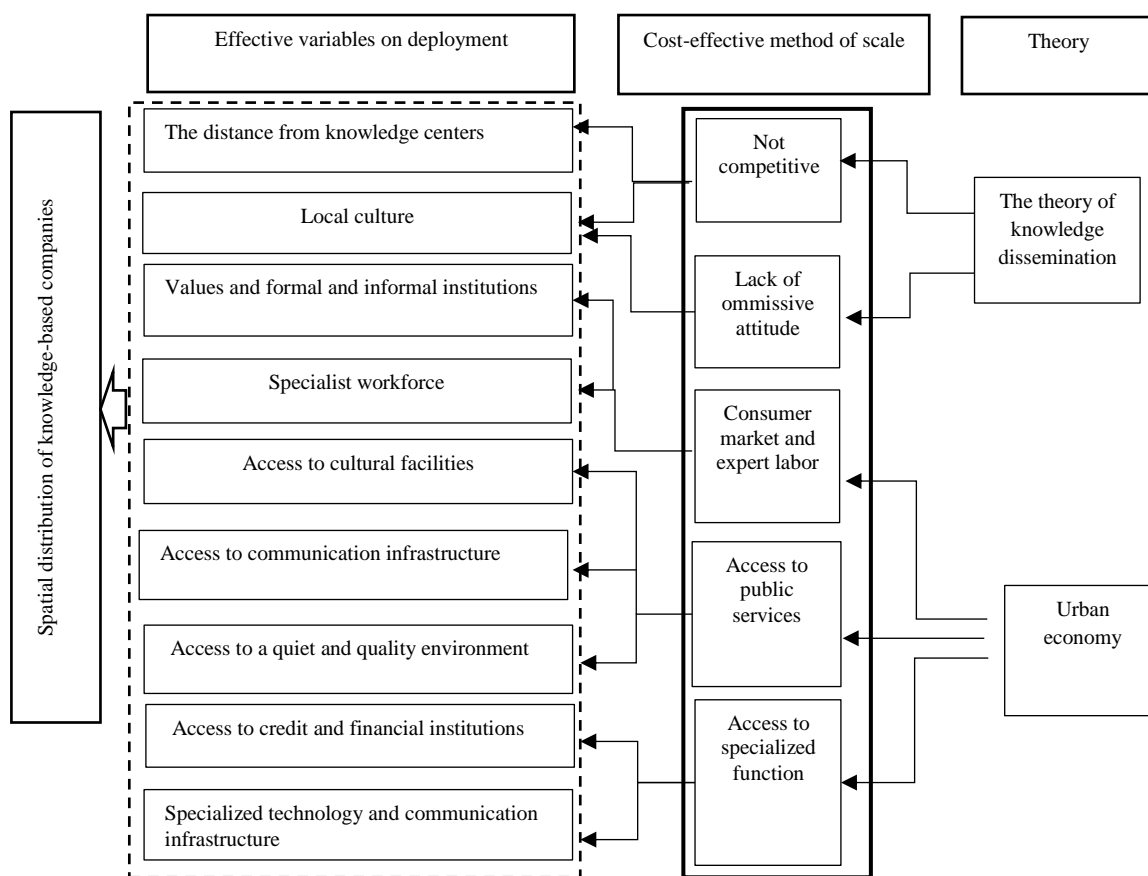 Effective variables on deployment
Cost-effective method of scale
Theory
Spatial distribution of knowledge-based companies
The distance from knowledge centers
Local culture
Values and formal and informal institutions
Specialist workforce
Access to cultural facilities
Access to communication infrastructure
Access to a quiet and quality environment
Access to credit and financial institutions
Specialized technology and communication
infrastructure
Not
competitive
Lack of
ommissive
attitude
Consumer
market and
expert labor
Access to
public
services
Access to
specialized
function
The theory of
knowledge
dissemination
Urban
economy